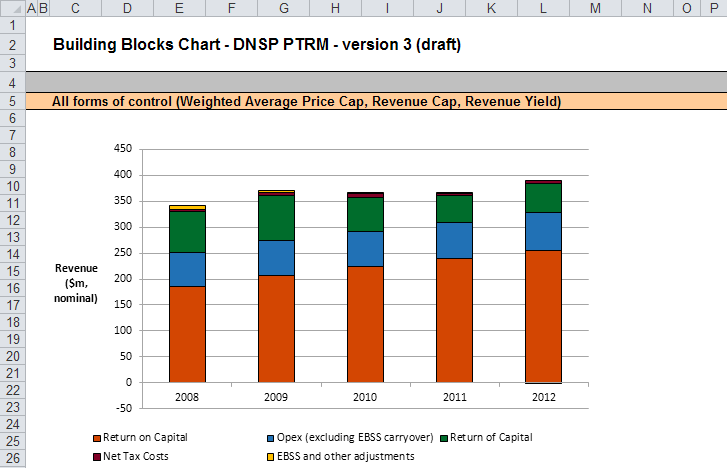 A B C D E F G H I J K L M N O P
1
2 Building Blocks Chart - DNSP PTRM - version 3 (draft)
3
4
5 All forms of control (Weighted Average Price Cap, Revenue Cap, Revenue Yield)
6
7
8 450
9
10 400
11 350
12
13 300
14 250
15 Revenue 200
16 ($m,
17 nominal) 150
18
19 100
20 50
21
22 0
23 -50
2008 2009 2010 2011 2012
24
25 Return on Capital Opex (excluding EBSS carryover) Return of Capital
26 Net Tax Costs EBSS and other adjustments